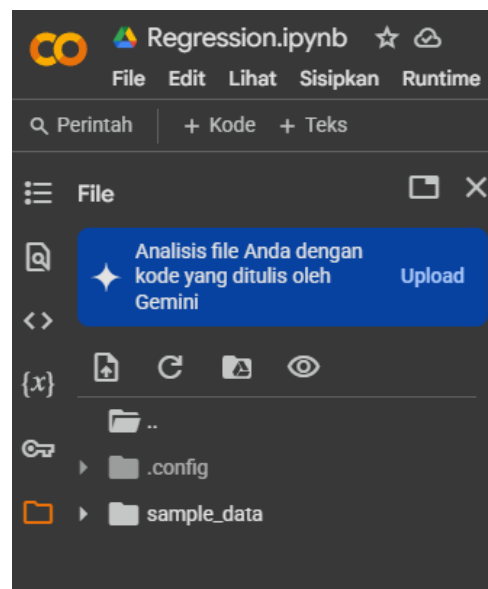 Regression.ipynb
File Edit Lihat Sisipkan Runtime
Perintah + Kode + Teks
File
Analisis file Anda dengan
kode yang ditulis oleh
Gemini
Upload
{x}
..
.config
sample_data